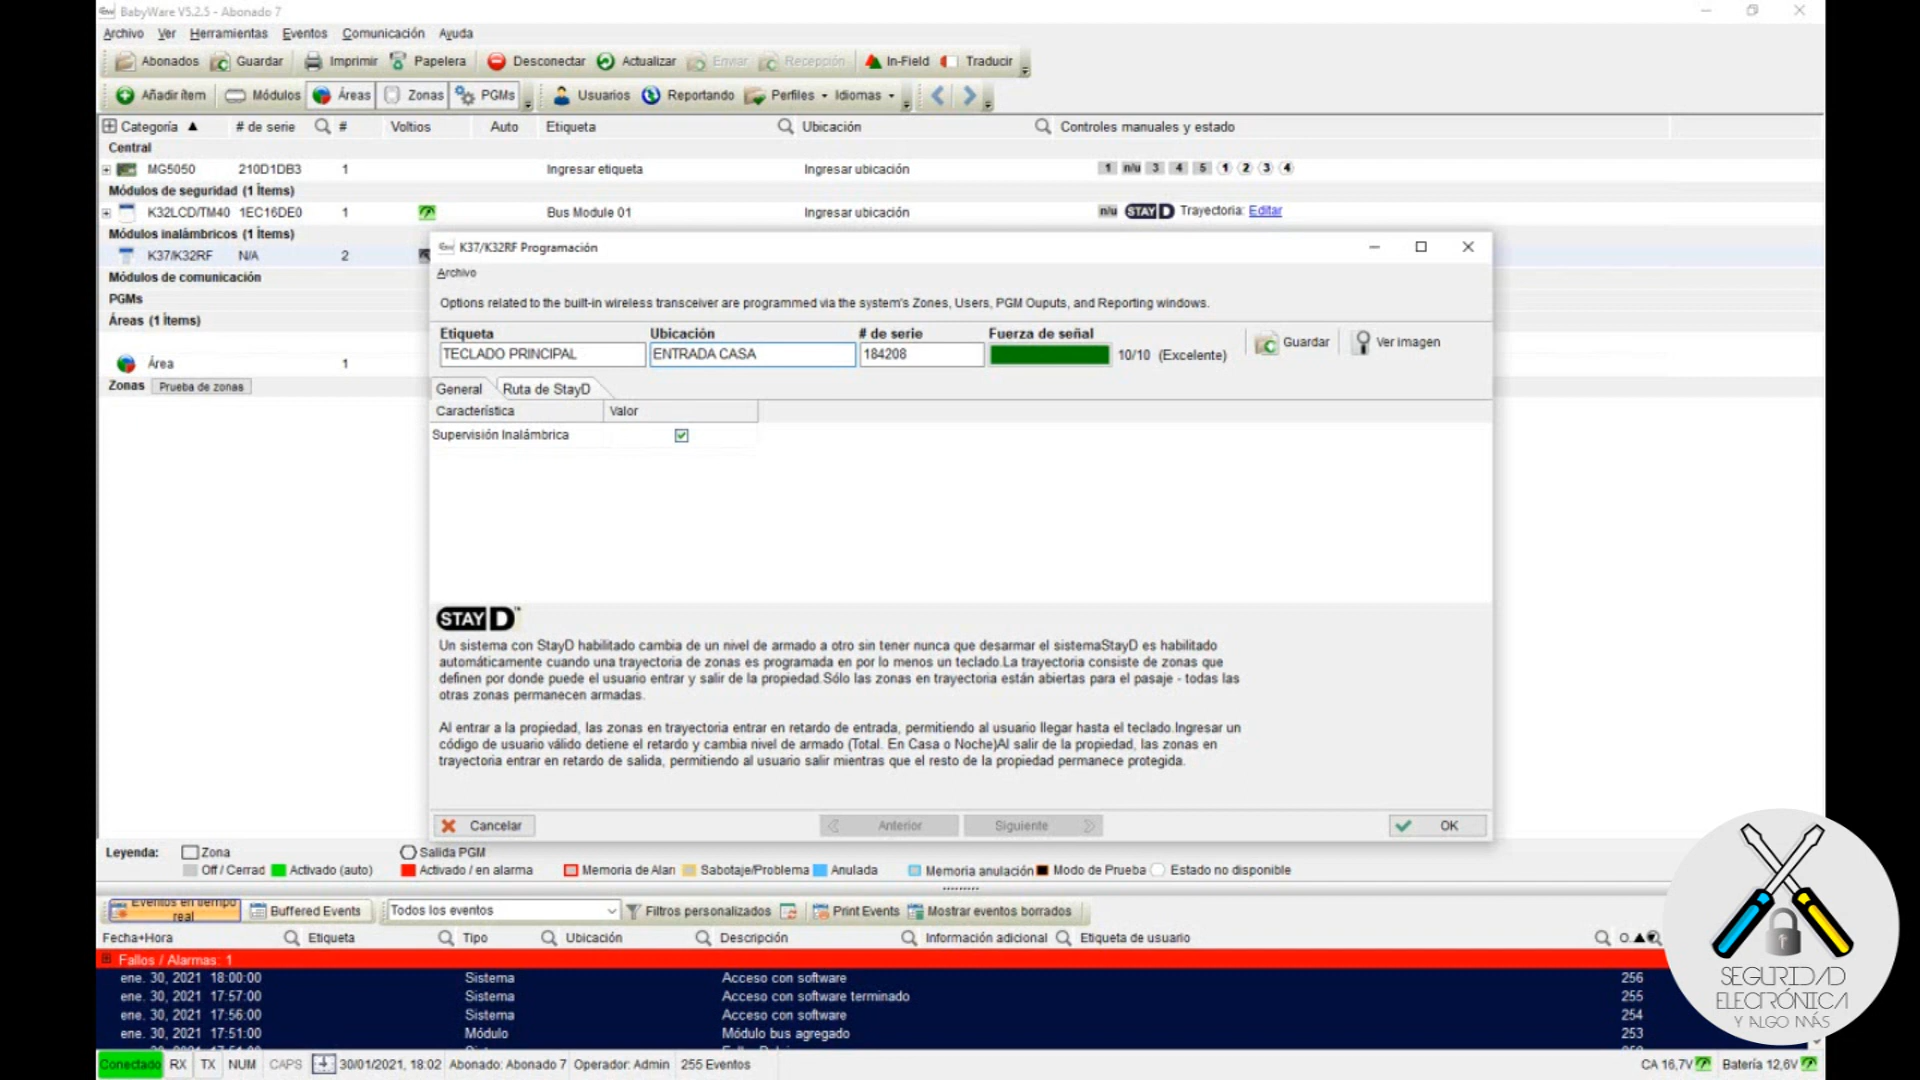 BabyWare V5.2.5 - Abonado 7
Archivo Ver Herramientas Eventos Comunicación Ayuda
Abonados Guardar Imprimir Papelera Desconectar Actualizar Enviar Recepción In-Field Traducir
Añadir ítem Módulos Áreas Zonas PGMs Usuarios Reportando Perfiles Idiomas
Categoría # de serie # Voltios Auto Etiqueta Ubicación Controles manuales y estado
Central
MG5050 210D1DB3 1 Ingresar etiqueta Ingresar ubicación 1 n/u 3 4 5 1 2 3 4
Módulos de seguridad (1 Ítems)
K32LCD/TM40 1EC16DE0 1 Bus Module 01 Ingresar ubicación n/u STAY D Trayectoria: Editar
Módulos inalámbricos (1 Ítems)
K37/K32RF N/A 2
Módulos de comunicación
PGMs
Áreas (1 Ítems)
Área 1
Zonas Prueba de zonas
K37/K32RF Programación
Archivo
Options related to the built-in wireless transceiver are programmed via the system's Zones, Users, PGM Ouputs, and Reporting windows.
Etiqueta Ubicación # de serie Fuerza de señal
TECLADO PRINCIPAL ENTRADA CASA 184208 10/10 (Excelente) Guardar Ver imagen
General Ruta de StayD
Característica Valor
Supervisión Inalámbrica
STAY D™
Un sistema con StayD habilitado cambia de un nivel de armado a otro sin tener nunca que desarmar el sistemaStayD es habilitado
automáticamente cuando una trayectoria de zonas es programada en por lo menos un teclado.La trayectoria consiste de zonas que
definen por donde puede el usuario entrar y salir de la propiedad.Sólo las zonas en trayectoria están abiertas para el pasaje - todas las
otras zonas permanecen armadas.
Al entrar a la propiedad, las zonas en trayectoria entrar en retardo de entrada, permitiendo al usuario llegar hasta el teclado.Ingresar un
código de usuario válido detiene el retardo y cambia nivel de armado (Total. En Casa o Noche)Al salir de la propiedad, las zonas en
trayectoria entrar en retardo de salida, permitiendo al usuario salir mientras que el resto de la propiedad permanece protegida.
Cancelar Anterior Siguiente OK
Leyenda: Zona Salida PGM
Off / Cerrad Activado (auto) Activado / en alarma Memoria de Alan Sabotaje/Problema Anulada Memoria anulación Modo de Prueba Estado no disponible
Eventos en tiempo
real
Buffered Events Todos los eventos Filtros personalizados Print Events Mostrar eventos borrados
Fecha+Hora Etiqueta Tipo Ubicación Descripción Información adicional Etiqueta de usuario
Fallos / Alarmas: 1
ene. 30, 2021 18:00:00 Sistema Acceso con software 256
ene. 30, 2021 17:57:00 Sistema Acceso con software terminado 255
ene. 30, 2021 17:56:00 Sistema Acceso con software 254
ene. 30, 2021 17:51:00 Módulo Módulo bus agregado 253
Conectado RX TX NUM CAPS 30/01/2021, 18:02 Abonado: Abonado 7 Operador: Admin 255 Eventos CA 16,7V Batería 12,6V
SEGURIDAD
ELECTRÓNICA
Y ALGO MÁS